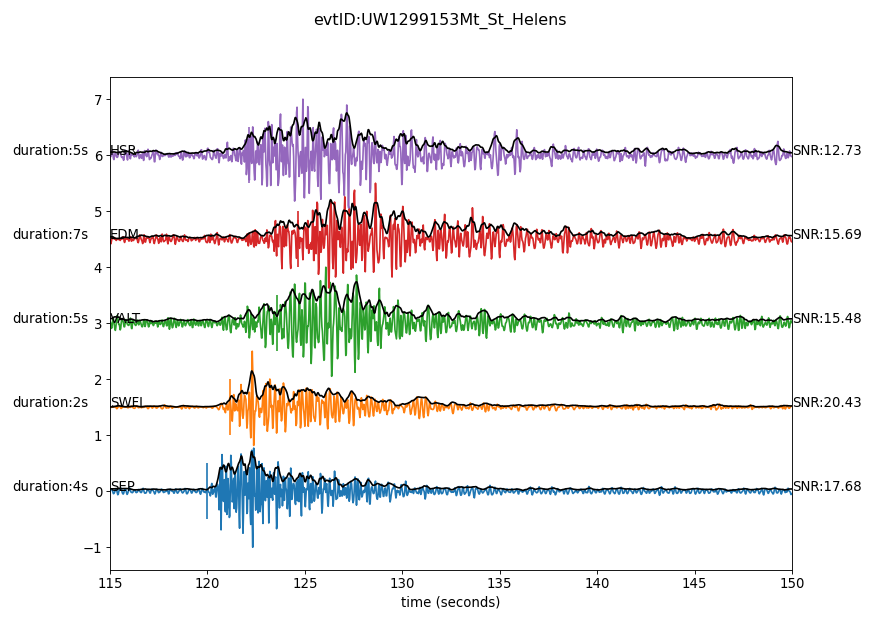 evtID:UW1299153Mt_St_Helens
7
duration:5s HSR 6 SNR:12.73
5
duration:7s EDM SNR:15.69
4
duration:5s VALT 3 SNR:15.48
2
duration:2s SWFL SNR:20.43
1
duration:4s SEP 0 SNR:17.68
−1
115 120 125 130 135 140 145 150
time (seconds)